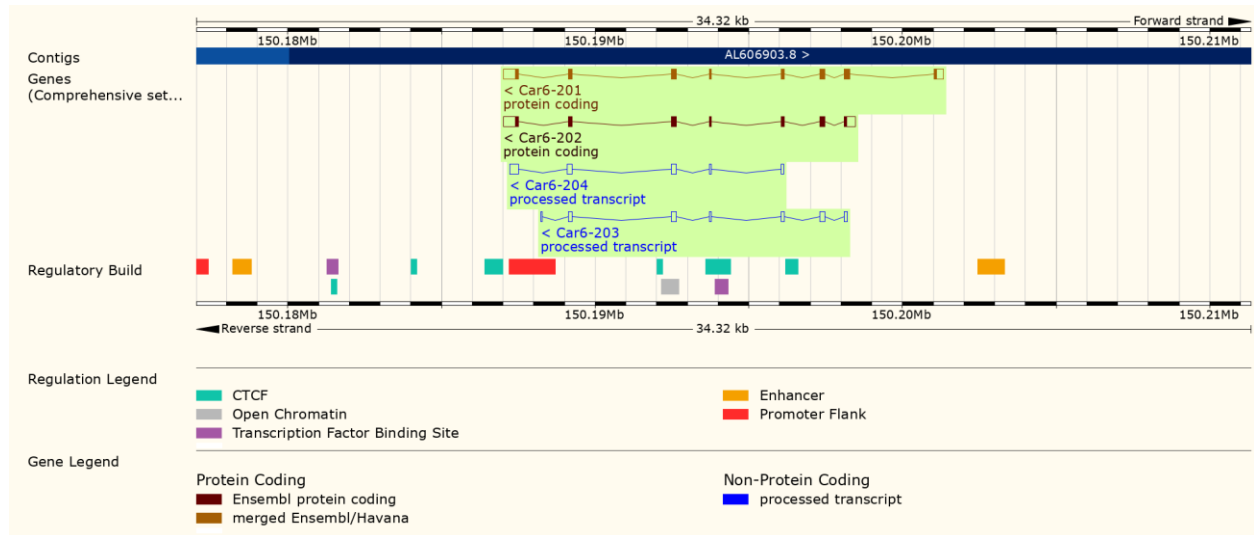 34.32 kb Forward strand
150.18Mb 150.19Mb 150.20Mb 150.21Mb
Contigs AL606903.8 >
Genes
(Comprehensive set...
< Car6-201
protein coding
< Car6-202
protein coding
< Car6-204
processed transcript
< Car6-203
processed transcript
Regulatory Build
150.18Mb 150.19Mb 150.20Mb 150.21Mb
Reverse strand 34.32 kb
Regulation Legend
CTCF Enhancer
Open Chromatin Promoter Flank
Transcription Factor Binding Site
Gene Legend
Protein Coding Non-Protein Coding
Ensembl protein coding processed transcript
merged Ensembl/Havana